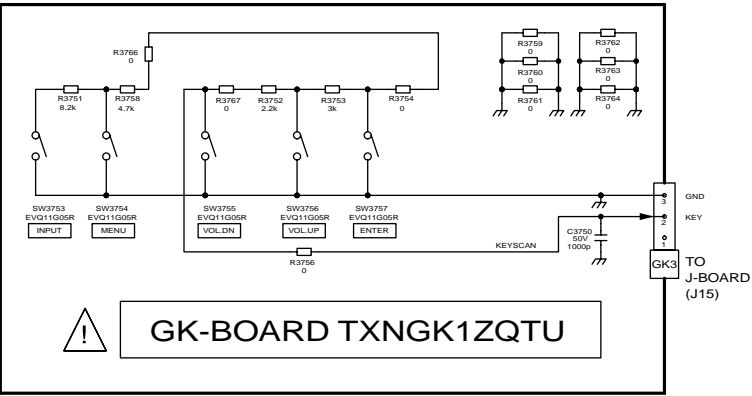 R3766
0
R3759
0
R3762
0
R3760
0
R3763
0
R3761
0
R3764
0
R3751
8.2k
R3758
4.7k
R3767
0
R3752
2.2k
R3753
3k
R3754
0
SW3753
EVQ11G05R
INPUT
SW3754
EVQ11G05R
MENU
SW3755
EVQ11G05R
VOL.DN
SW3756
EVQ11G05R
VOL.UP
SW3757
EVQ11G05R
ENTER
3
GND
2
KEY
1
C3750
50V
1000p
KEYSCAN
R3756
0
GK3
TO
J-BOARD
(J15)
!
GK-BOARD TXNGK1ZQTU